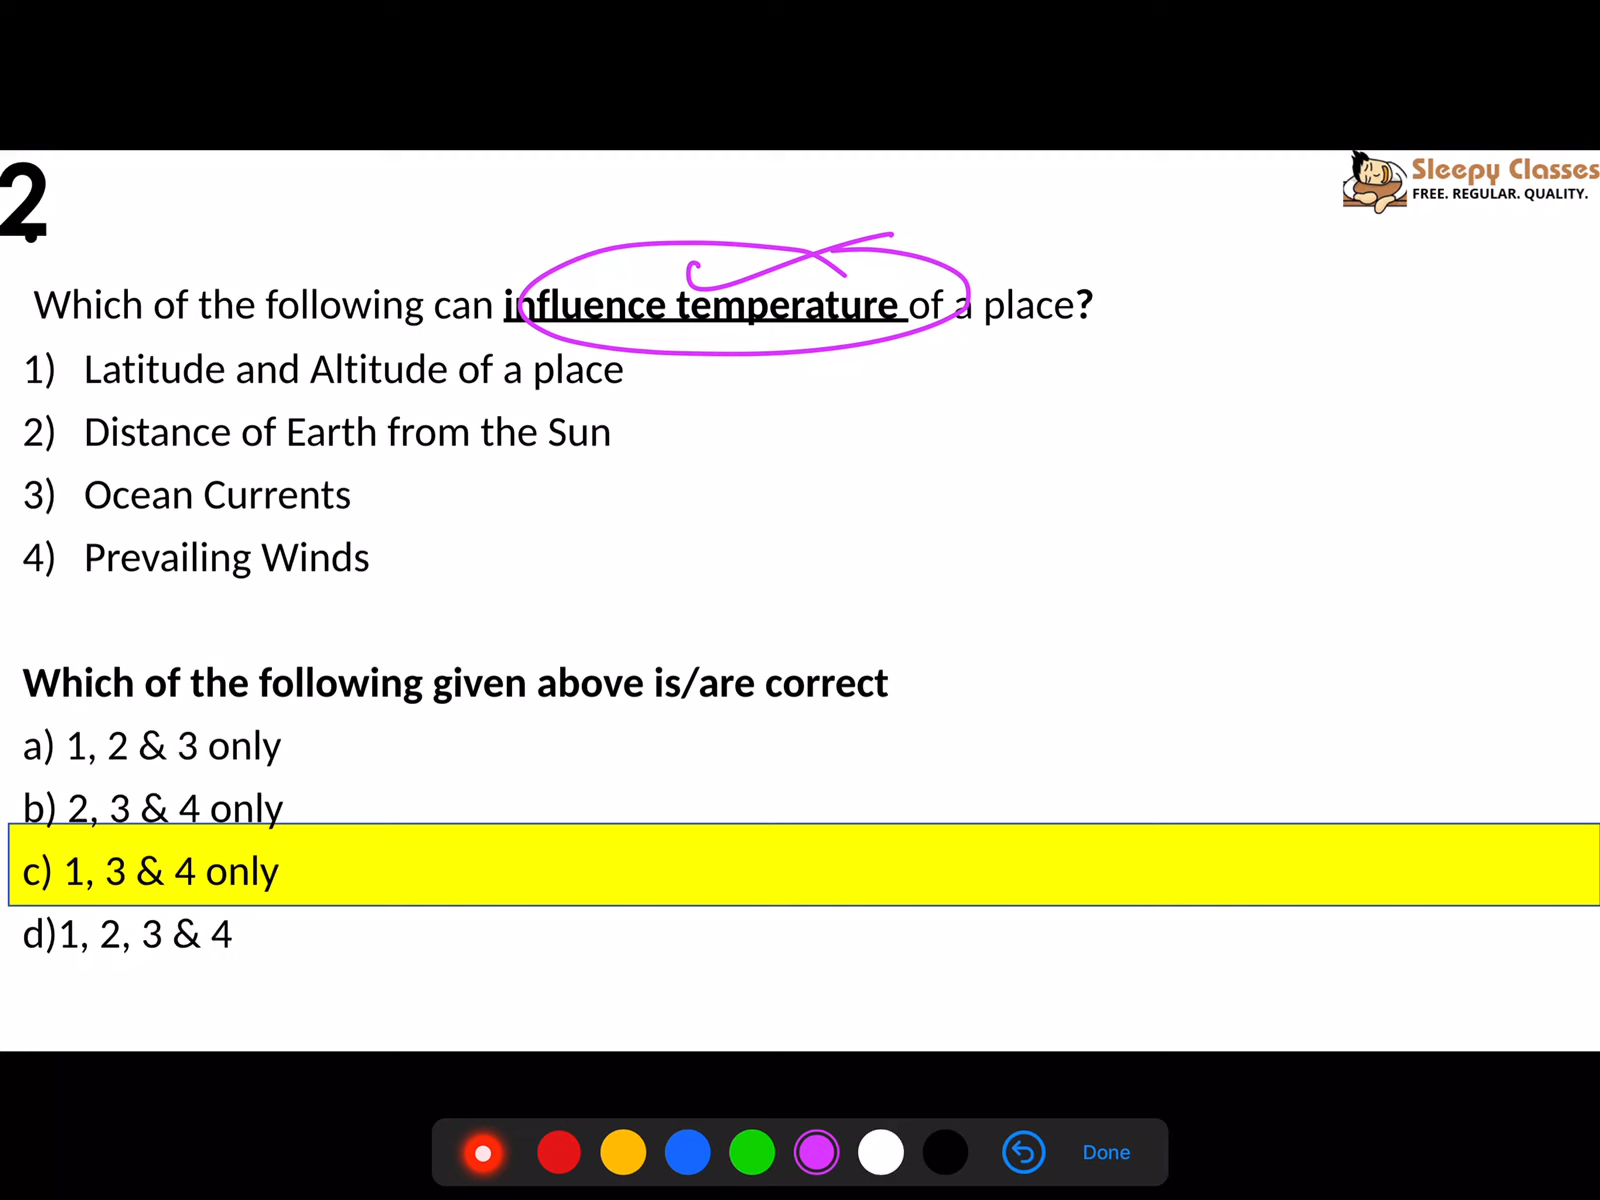 2
Sleepy Classes
FREE. REGULAR. QUALITY.
Which of the following can influence temperature of a place?
1) Latitude and Altitude of a place
2) Distance of Earth from the Sun
3) Ocean Currents
4) Prevailing Winds
Which of the following given above is/are correct
a) 1, 2 & 3 only
b) 2, 3 & 4 only
c) 1, 3 & 4 only
d)1, 2, 3 & 4
Done